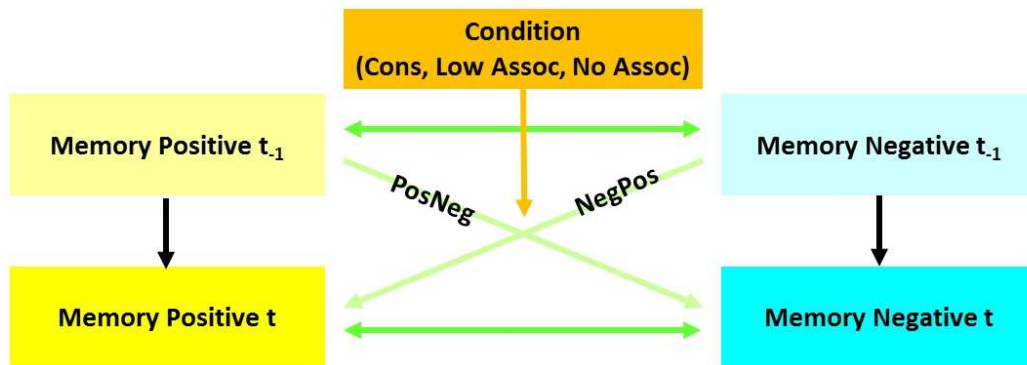 Condition
(Cons, Low Assoc, No Assoc)
Memory Positive t-1
Memory Negative t-1
PosNeg
NegPos
Memory Positive t
Memory Negative t